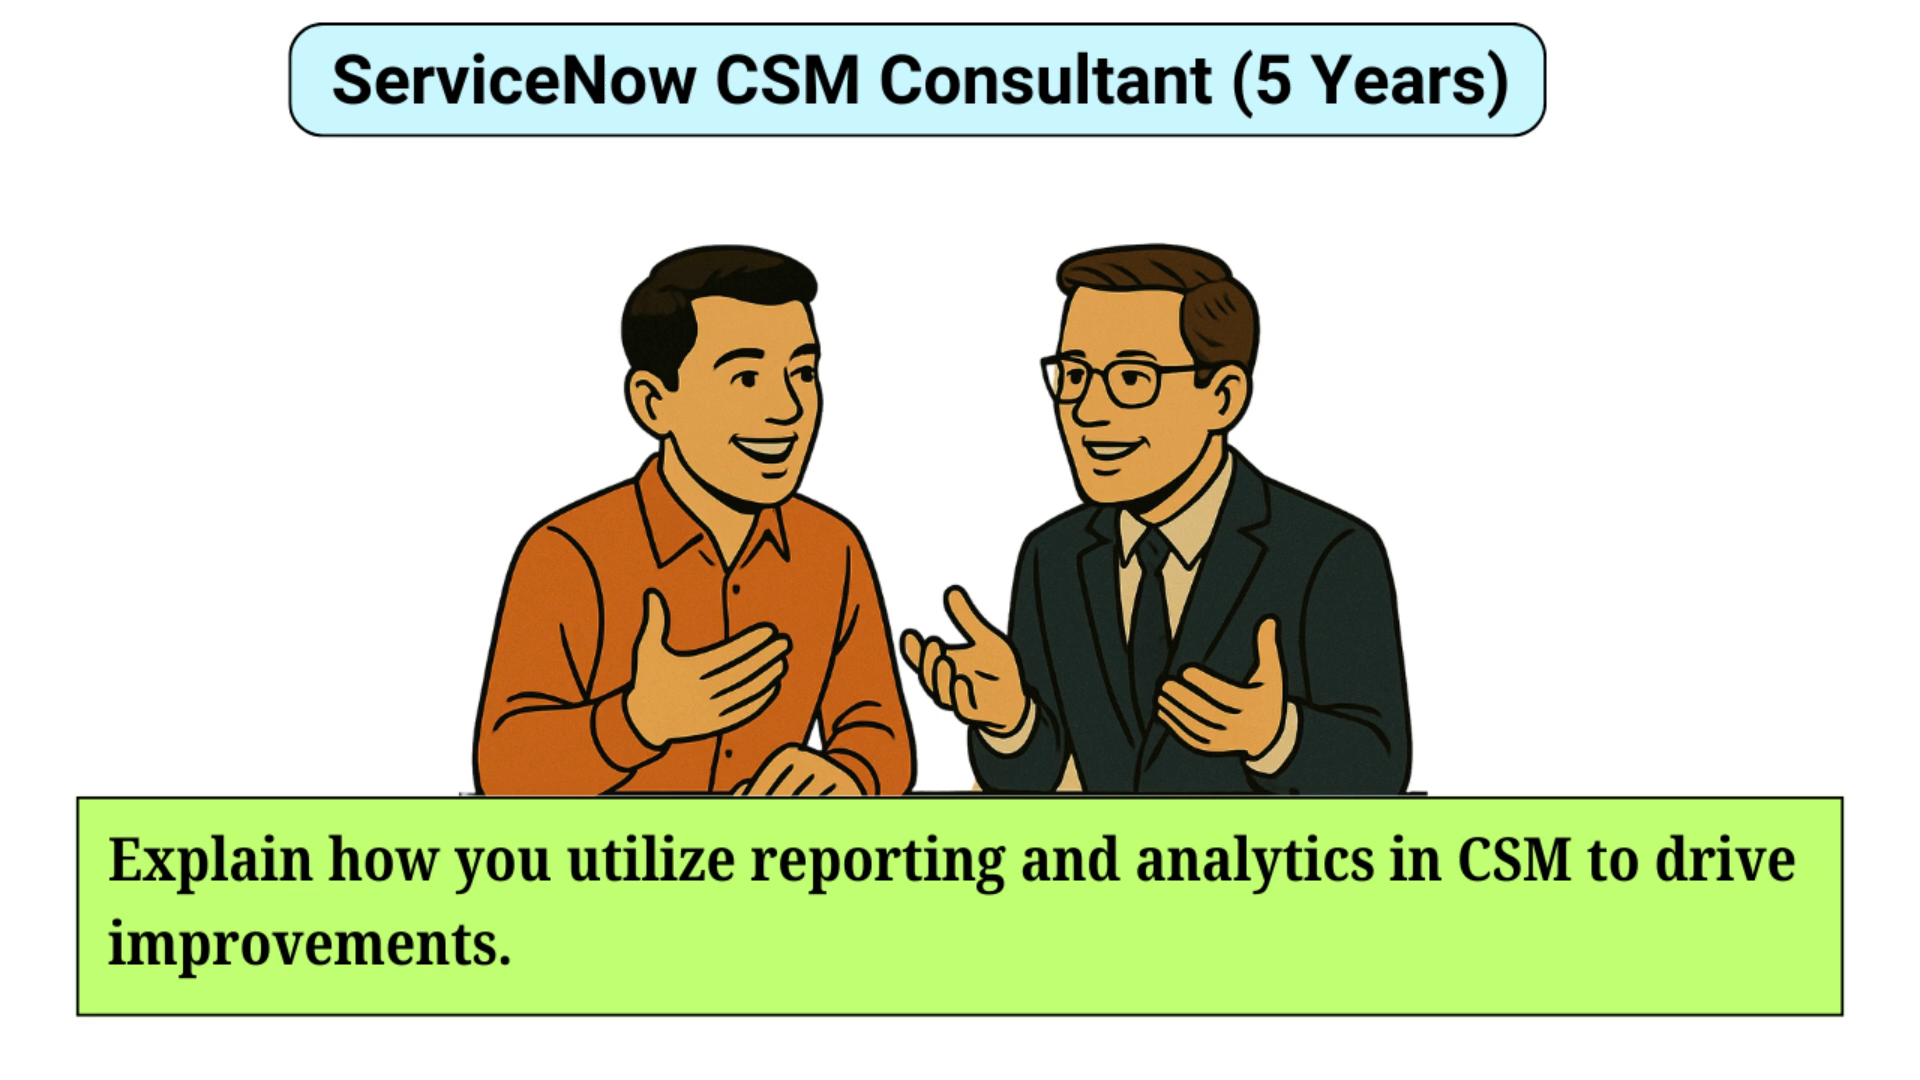 ServiceNow CSM Consultant (5 Years)
Explain how you utilize reporting and analytics in CSM to drive
improvements.